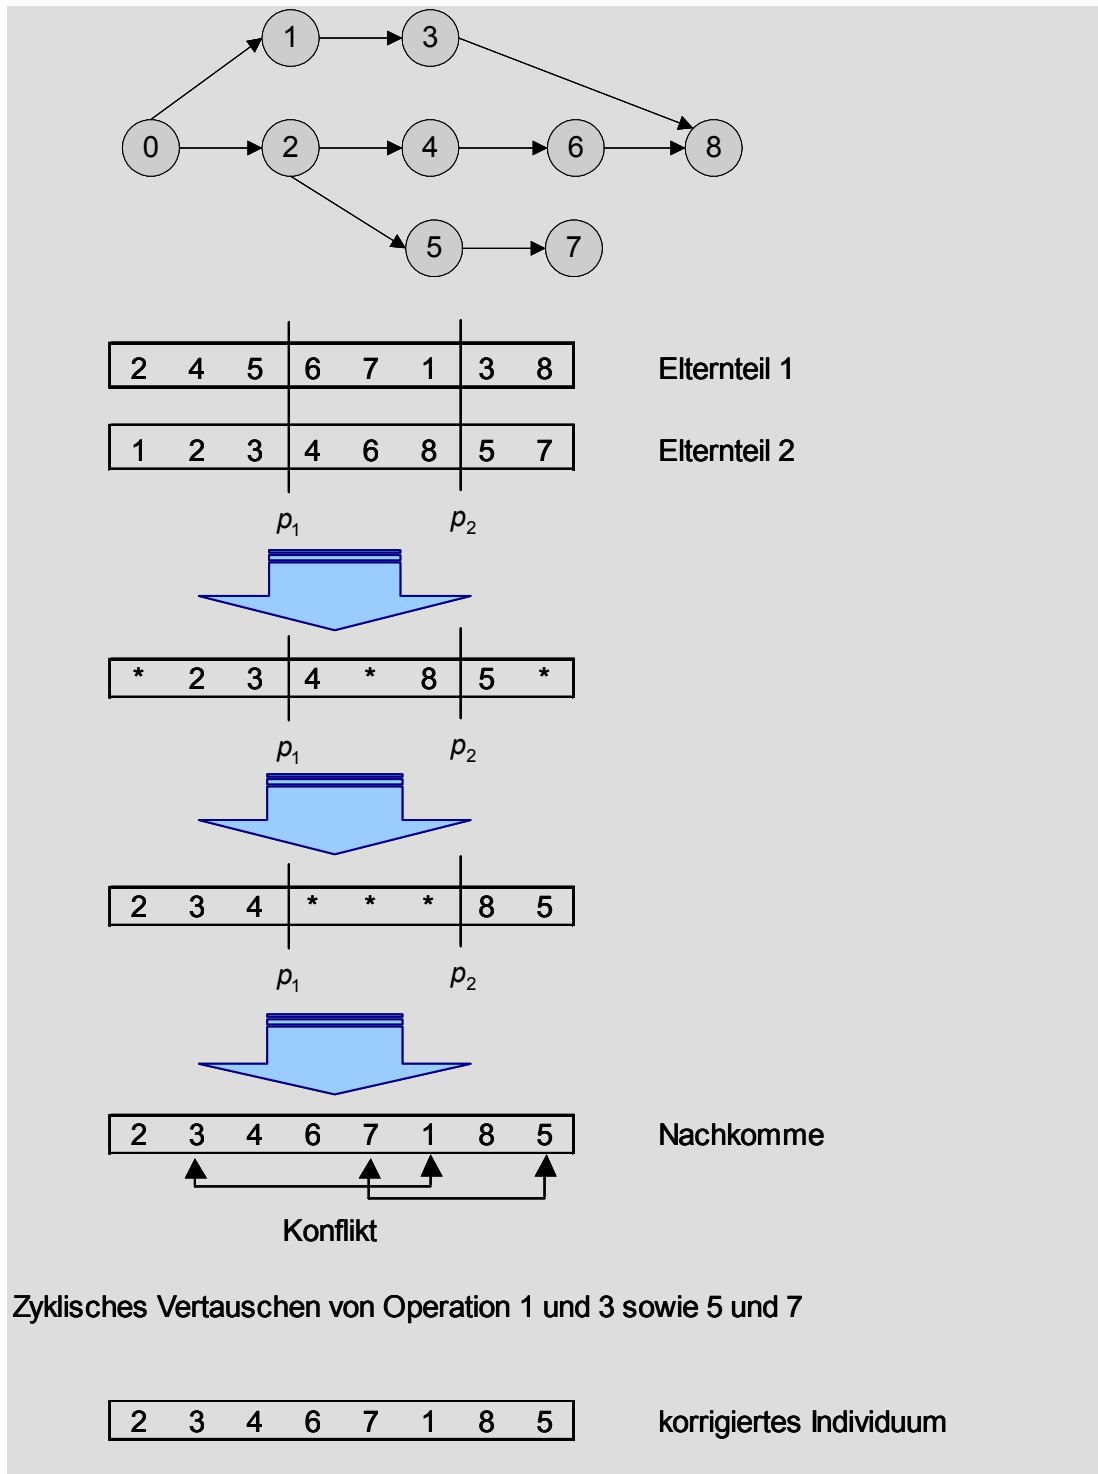 1 3
0 2 4 6 8
5 7
2 4 5 6 7 1 3 8 Elternteil 1
1 2 3 4 6 8 5 7 Elternteil 2
p1 p2
* 2 3 4 * 8 5 *
p1 p2
2 3 4 * * * 8 5
p1 p2
2 3 4 6 7 1 8 5 Nachkomme
Konflikt
Zyklisches Vertauschen von Operation 1 und 3 sowie 5 und 7
2 3 4 6 7 1 8 5 korrigiertes Individuum